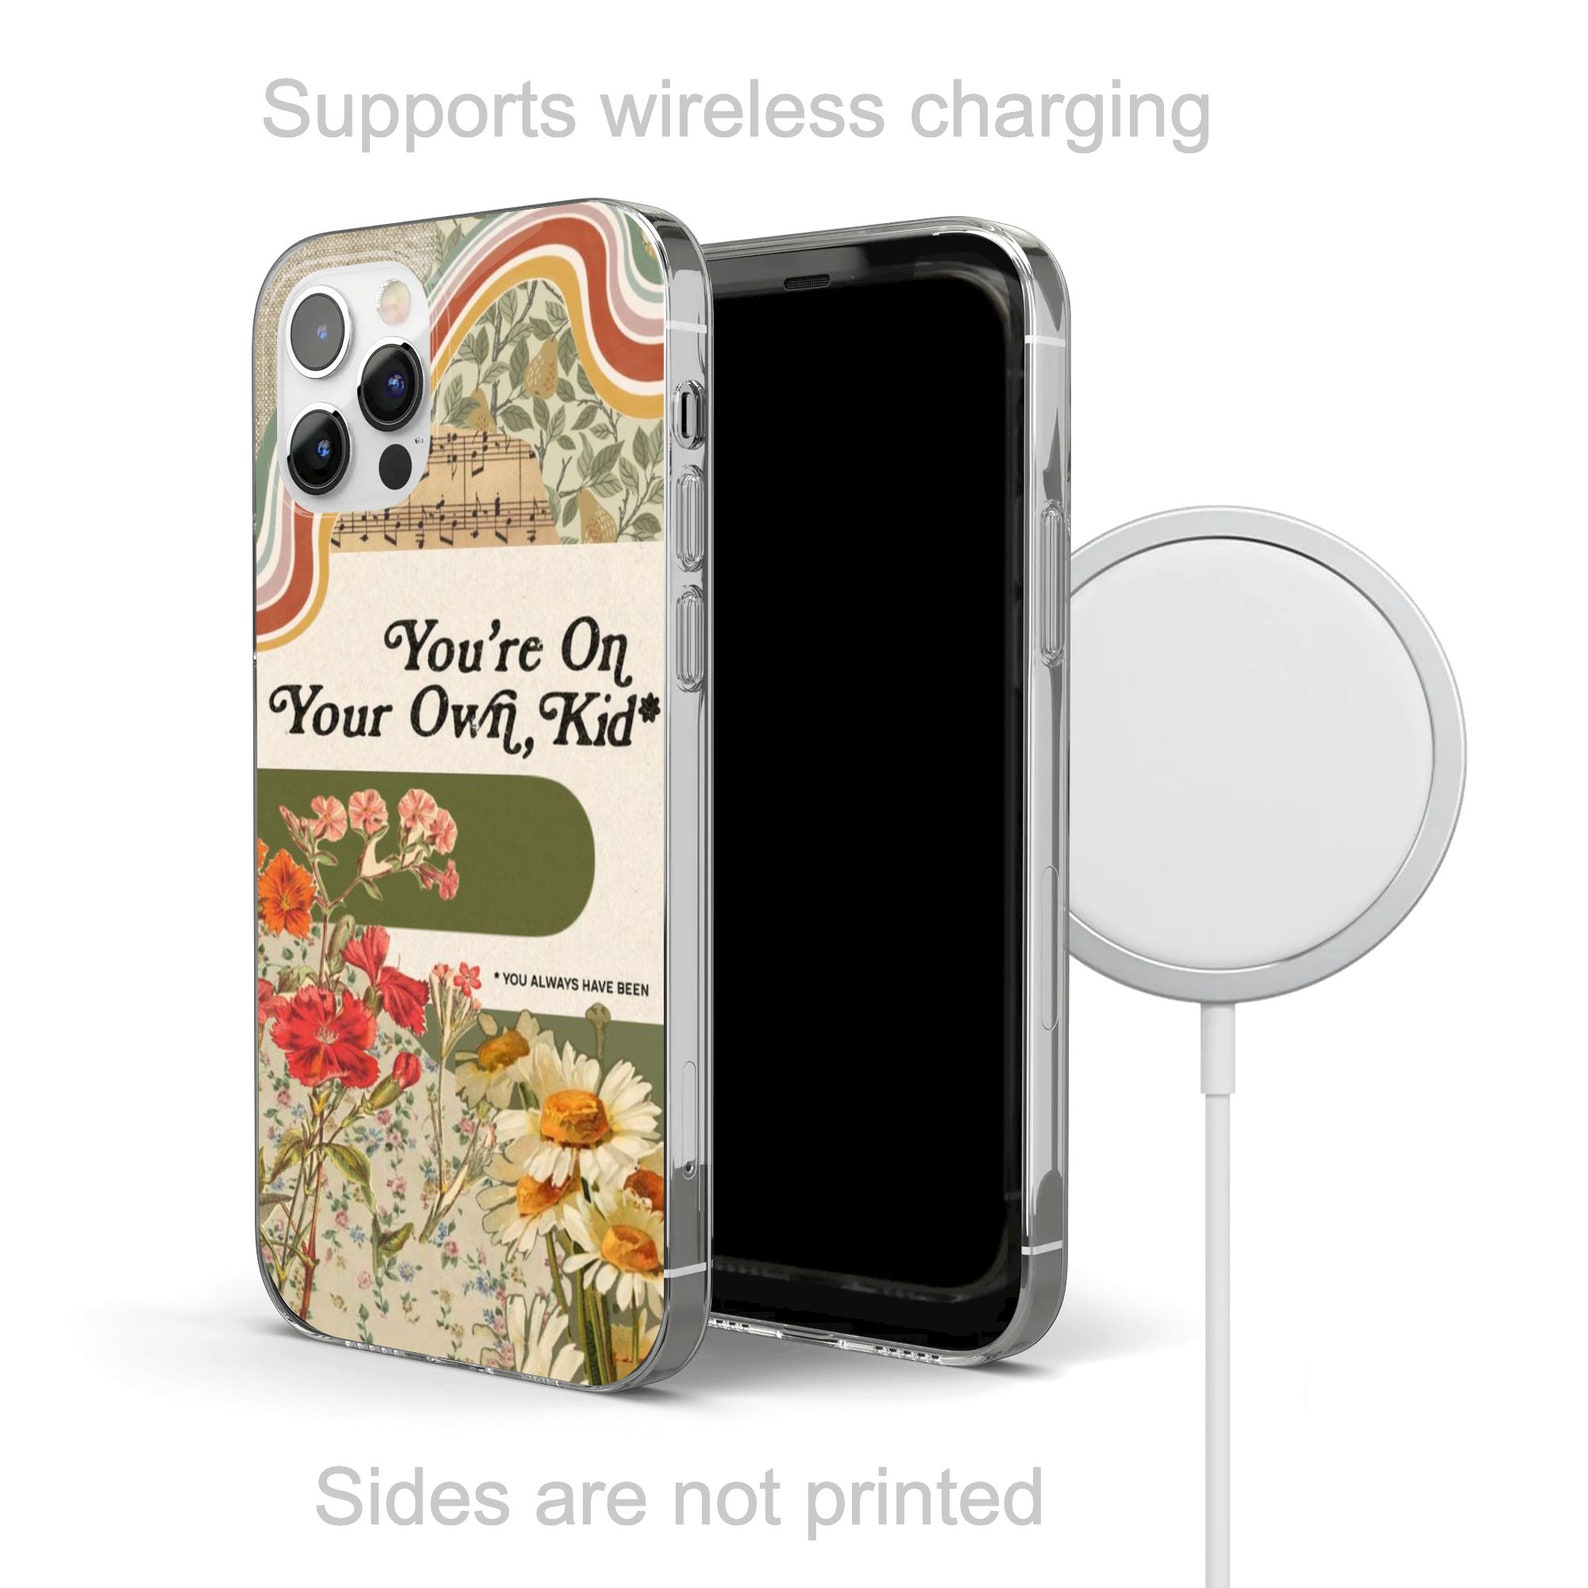 Supports wireless charging
You're On
Your Own, Kid*
* YOU ALWAYS HAVE BEEN
Sides are not printed